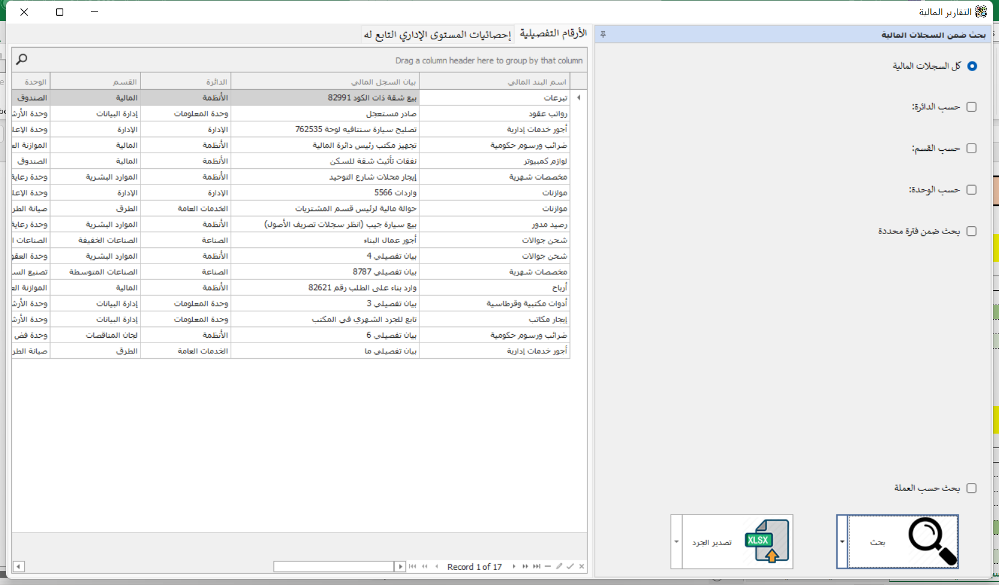 التقارير المالية
بحث ضمن السجلات المالية
كل السجلات المالية
حسب الدائرة:
حسب القسم:
حسب الوحدة:
بحث ضمن فترة محددة
بحث حسب العملة
بحث
تصدير الجرد
XLSX
الأرقام التفصيلية إحصائيات المستوى الإداري التابع له
Drag a column header here to group by that column
اسم البند المالي بيان السجل المالي الدائرة القسم الوحدة
تبرعات بيع شقة ذات الكود 82991 الأنظمة المالية الصندوق
رواتب عقود صادر مستعجل وحدة المعلومات إدارة البيانات وحدة الأرش
أجور خدمات إدارية تصليح سيارة سنتافيه لوحة 762535 الإدارة الإدارة وحدة الإعلا
ضرائب ورسوم حكومية تجهيز مكتب رئيس دائرة المالية الأنظمة المالية الموازنة الع
لوازم كمبيوتر نفقات تأثيث شقة للسكن الأنظمة المالية الصندوق
مخصصات شهرية إيجار محلات شارع التوحيد الأنظمة الموارد البشرية وحدة رعاية
موازنات واردات 5566 الإدارة الإدارة وحدة الإعلا
موازنات حوالة مالية لرئيس قسم المشتريات الخدمات العامة الطرق صيانة الطر
رصيد مدور بيع سيارة جيب (انظر سجلات تصريف الأصول) الأنظمة الموارد البشرية وحدة رعاية
شحن جوالات أجور عمال البناء الصناعة الصناعات الخفيفة الصناعات ا
شحن جوالات بيان تفصيلي 4 الأنظمة الموارد البشرية وحدة العقو
مخصصات شهرية بيان تفصيلي 8787 الصناعة الصناعات المتوسطة تصنيع الس
أرباح وارد بناء على الطلب رقم 82621 الأنظمة المالية الموازنة الع
أدوات مكتبية وقرطاسية بيان تفصيلي 3 وحدة المعلومات إدارة البيانات وحدة الأرش
إيجار مكاتب تابع للجرد الشهري في المكتب وحدة المعلومات إدارة البيانات وحدة الأرش
ضرائب ورسوم حكومية بيان تفصيلي 6 الأنظمة لجان المناقصات وحدة فض
أجور خدمات إدارية بيان تفصيلي ما الخدمات العامة الطرق صيانة الطر
Record 1 of 17